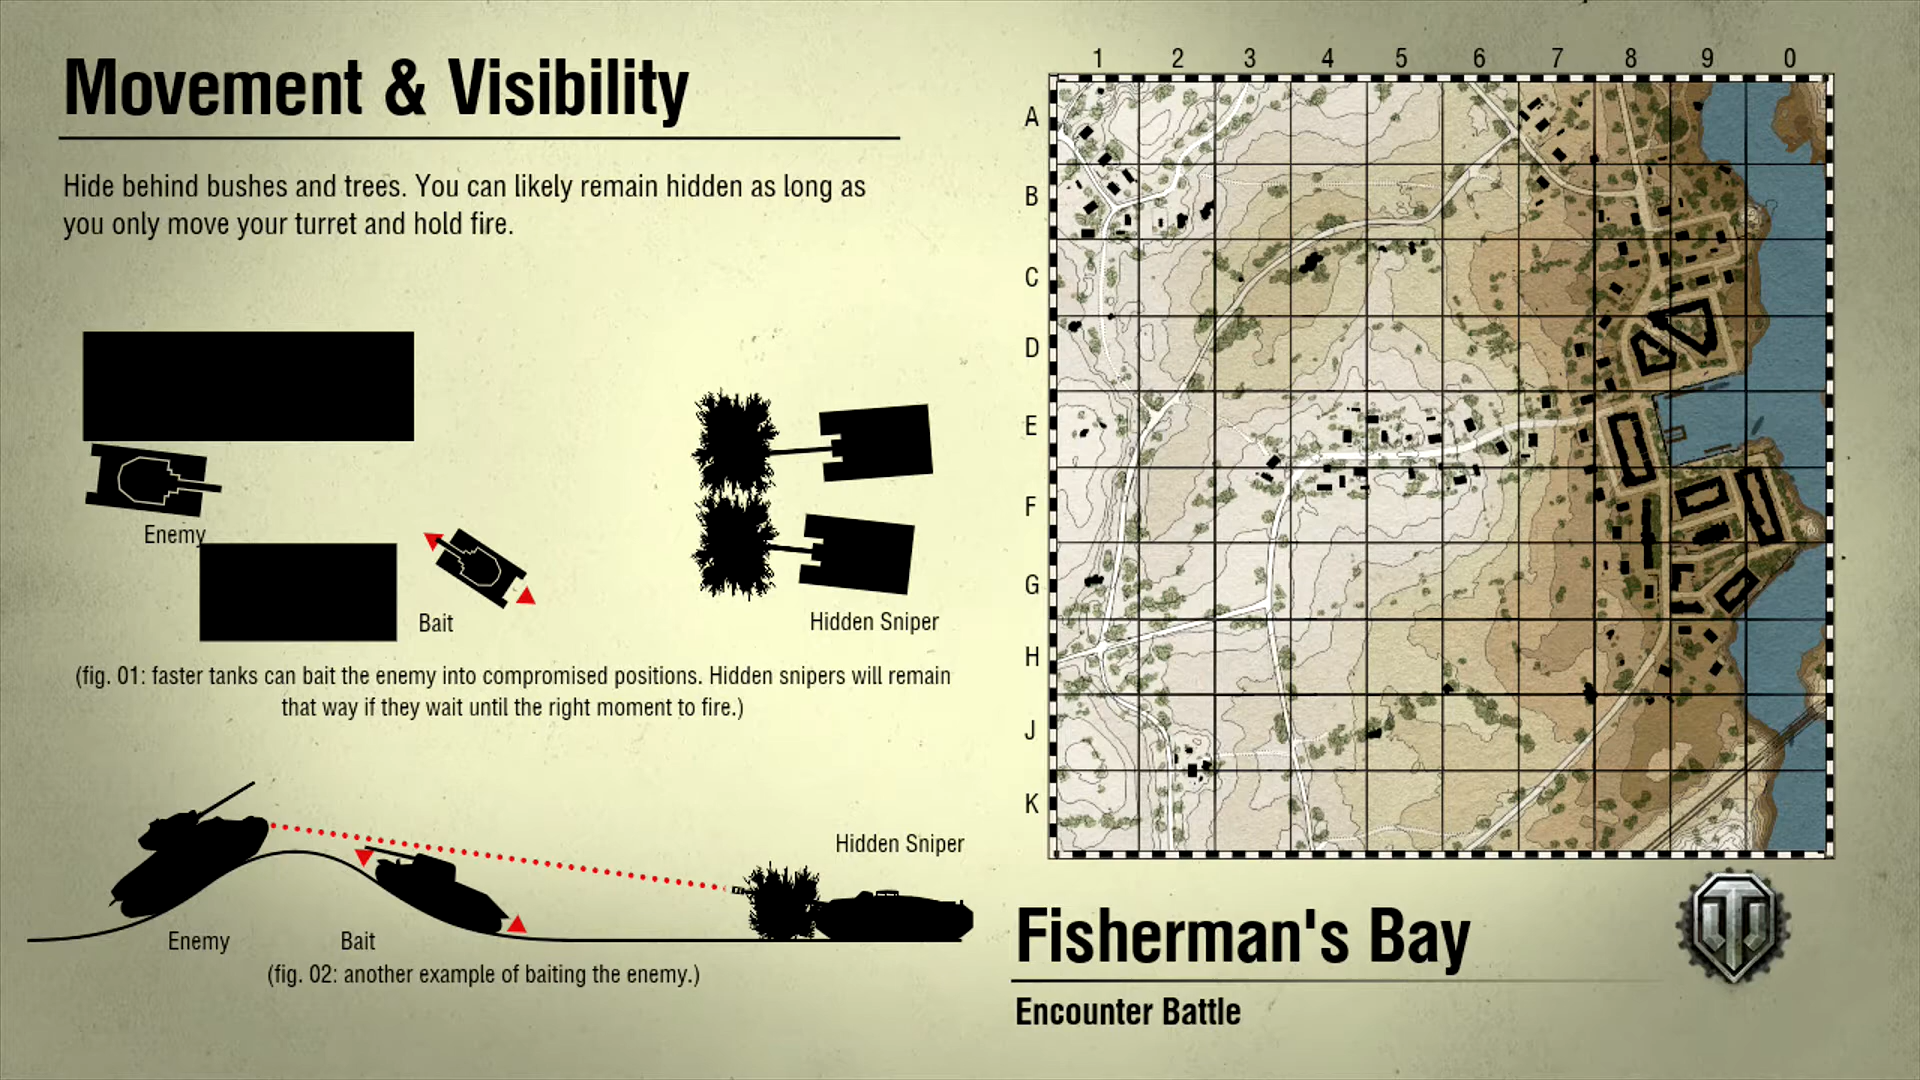 Movement & Visibility
Hide behind bushes and trees. You can likely remain hidden as long as
you only move your turret and hold fire.
Enemy
Bait
Hidden Sniper
(fig. 01: faster tanks can bait the enemy into compromised positions. Hidden snipers will remain
that way if they wait until the right moment to fire.)
Hidden Sniper
Enemy
Bait
(fig. 02: another example of baiting the enemy.)
1 2 3 4 5 6 7 8 9 0
A
B
C
D
E
F
G
H
J
K
Fisherman's Bay
Encounter Battle